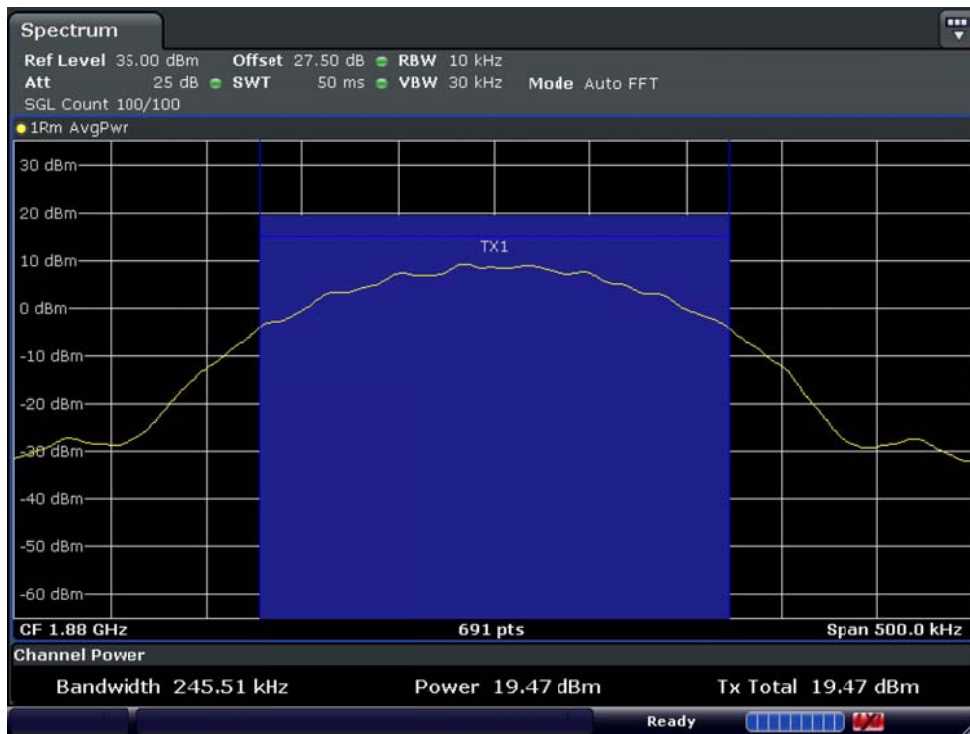 Spectrum
Ref Level 35.00 dBm Offset 27.50 dB RBW 10 kHz
Att 25 dB SWT 50 ms VBW 30 kHz Mode Auto FFT
SGL Count 100/100
1Rm AvgPwr
30 dBm
20 dBm
TX1
10 dBm
0 dBm
-10 dBm
-20 dBm
-30 dBm
-40 dBm
-50 dBm
-60 dBm
CF 1.88 GHz 691 pts Span 500.0 kHz
Channel Power
Bandwidth 245.51 kHz Power 19.47 dBm Tx Total 19.47 dBm
Ready